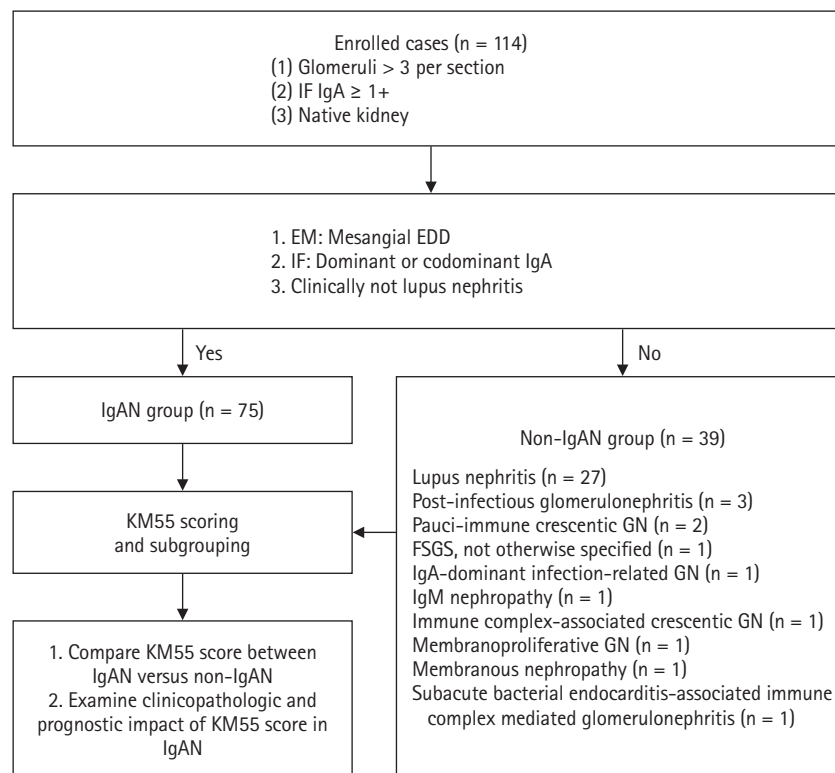 Enrolled cases (n = 114)
(1) Glomeruli > 3 per section
(2) IF IgA ≥ 1+
(3) Native kidney
1. EM: Mesangial EDD
2. IF: Dominant or codominant IgA
3. Clinically not lupus nephritis
Yes
No
IgAN group (n = 75)
KM55 scoring
and subgrouping
1. Compare KM55 score between
IgAN versus non-IgAN
2. Examine clinicopathologic and
prognostic impact of KM55 score in
IgAN
Non-IgAN group (n = 39)
Lupus nephritis (n = 27)
Post-infectious glomerulonephritis (n = 3)
Pauci-immune crescentic GN (n = 2)
FSGS, not otherwise specified (n = 1)
IgA-dominant infection-related GN (n = 1)
IgM nephropathy (n = 1)
Immune complex-associated crescentic GN (n = 1)
Membranoproliferative GN (n = 1)
Membranous nephropathy (n = 1)
Subacute bacterial endocarditis-associated immune
complex mediated glomerulonephritis (n = 1)